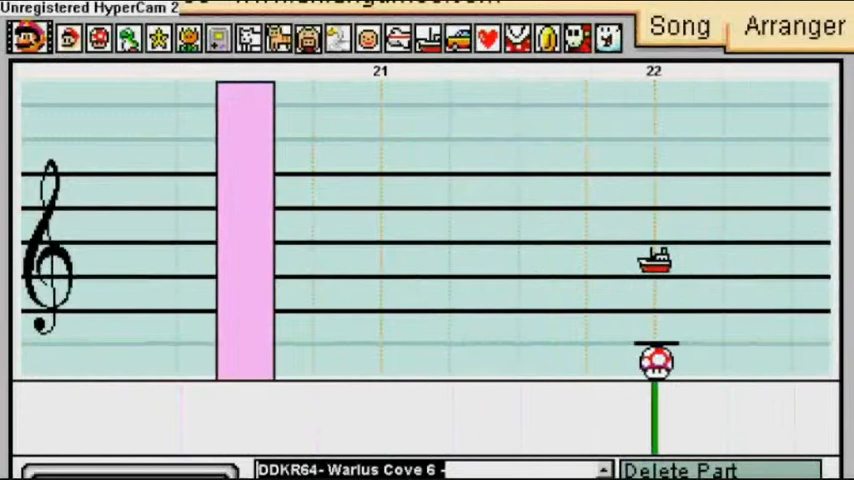 Unregistered HyperCam 2
Song
Arranger
21
22
DDKR64- Warlus Cove 6 -
Delete Part